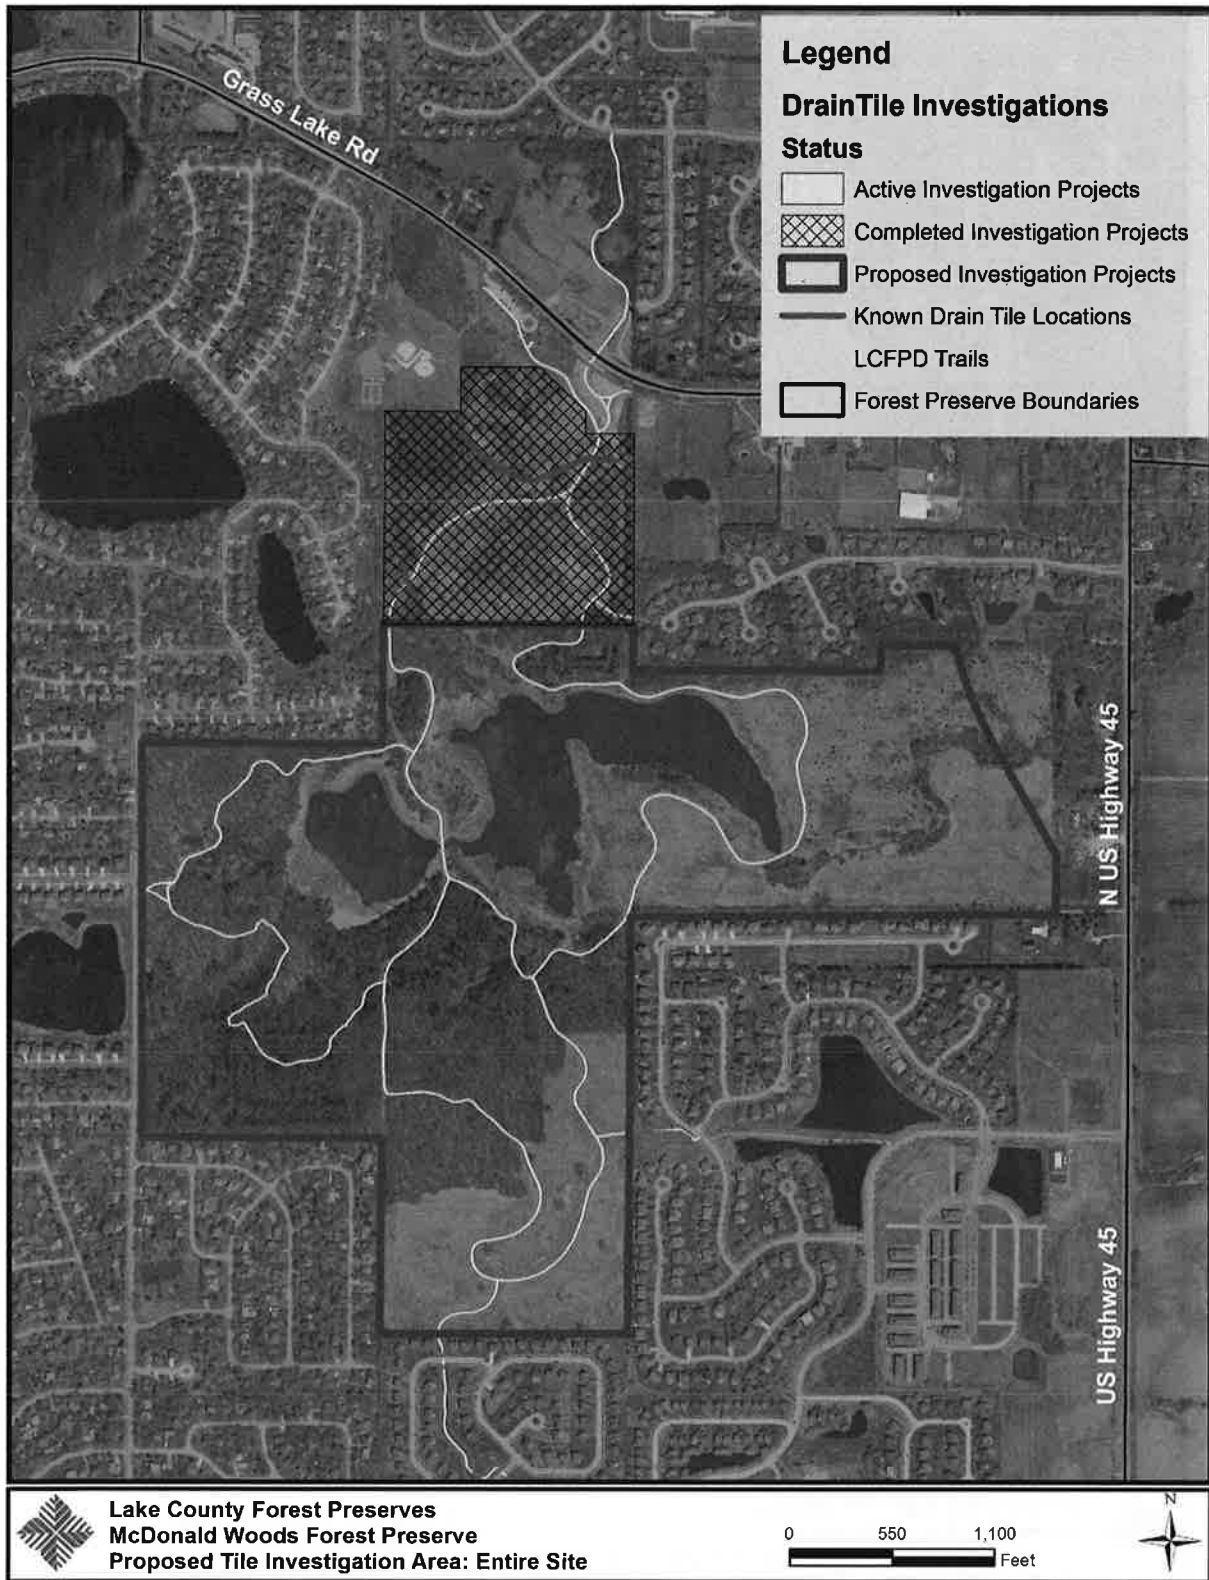 Grass Lake Rd
Legend
DrainTile Investigations
Status
Active Investigation Projects
Completed Investigation Projects
Proposed Investigation Projects
Known Drain Tile Locations
LCFPD Trails
Forest Preserve Boundaries
N US Highway 45
US Highway 45
Lake County Forest Preserves
McDonald Woods Forest Preserve
Proposed Tile Investigation Area: Entire Site
0 550 1,100
Feet
N